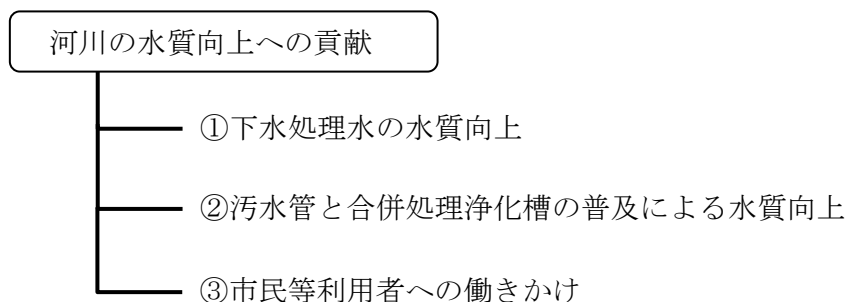 河川の水質向上への貢献
①下水処理水の水質向上
②汚水管と合併処理浄化槽の普及による水質向上
③市民等利用者への働きかけ